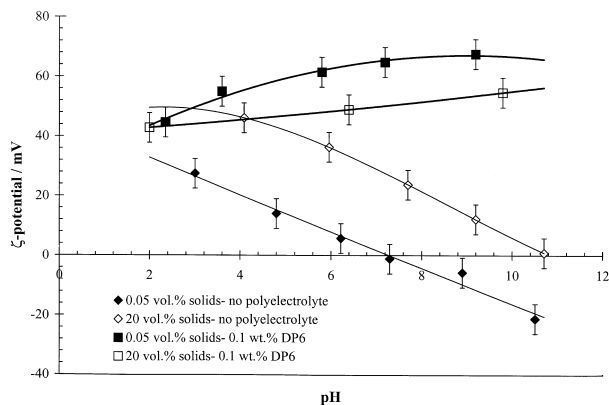 80
60
40
20
0
-20
-40
ζ-potential / mV
0 2 4 6 8 10 12
0.05 vol.% solids- no polyelectrolyte
20 vol.% solids- no polyelectrolyte
0.05 vol.% solids- 0.1 wt.% DP6
20 vol.% solids- 0.1 wt.% DP6
pH